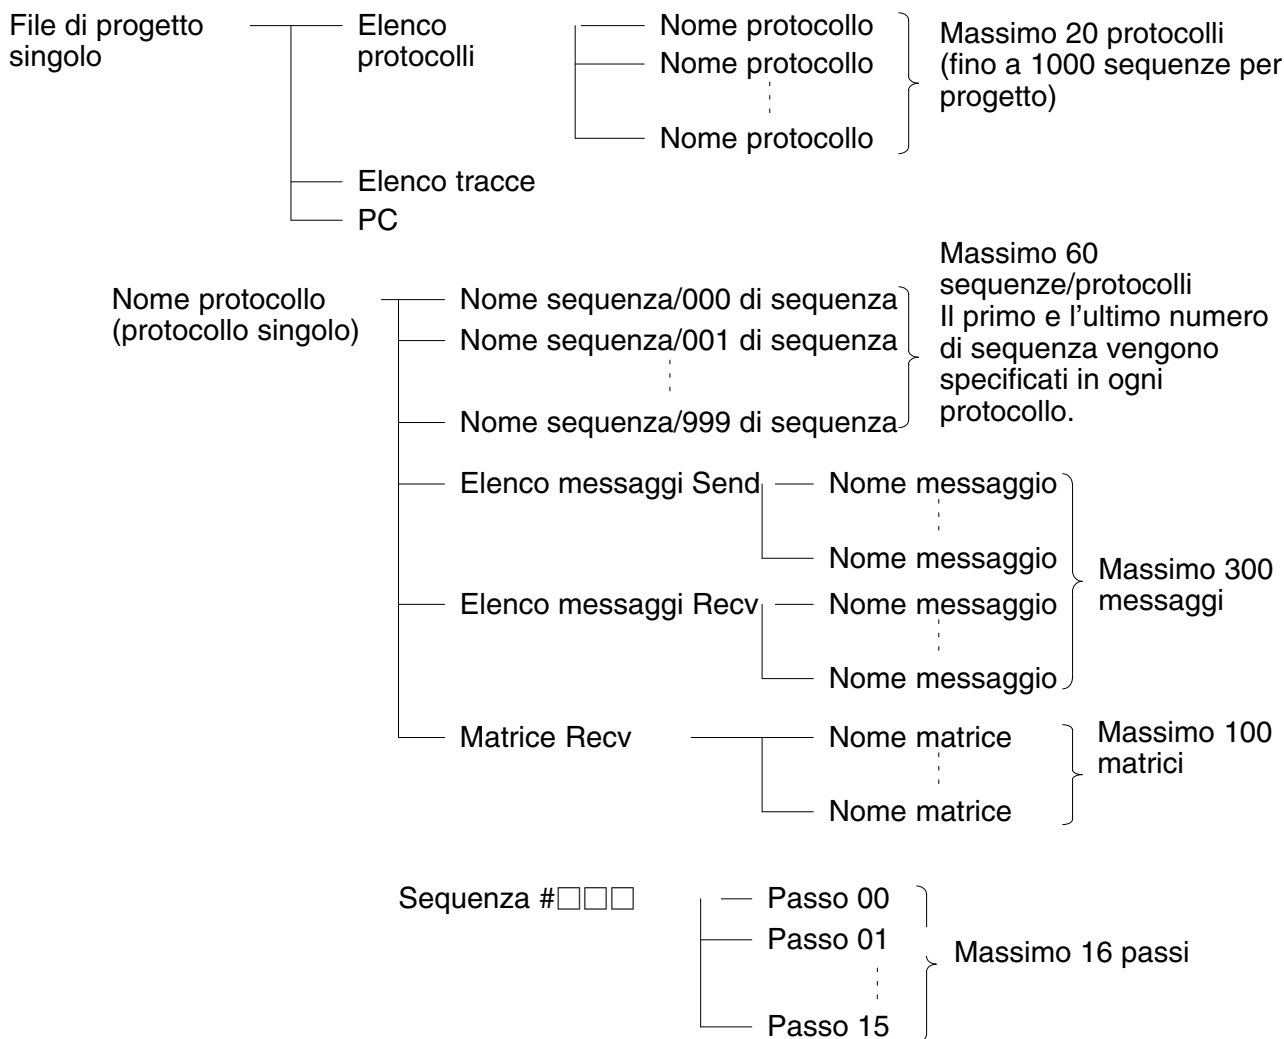 File di progetto
singolo
Elenco
protocolli
Nome protocollo
Nome protocollo
Nome protocollo
Massimo 20 protocolli
(fino a 1000 sequenze per
progetto)
Elenco tracce
PC
Nome protocollo
(protocollo singolo)
Nome sequenza/000 di sequenza
Nome sequenza/001 di sequenza
Nome sequenza/999 di sequenza
Massimo 60
sequenze/protocolli
Il primo e l'ultimo numero
di sequenza vengono
specificati in ogni
protocollo.
Elenco messaggi Send
Nome messaggio
Nome messaggio
Elenco messaggi Recv
Nome messaggio
Nome messaggio
Massimo 300
messaggi
Matrice Recv
Nome matrice
Nome matrice
Massimo 100
matrici
Sequenza #□□□
Passo 00
Passo 01
Passo 15
Massimo 16 passi